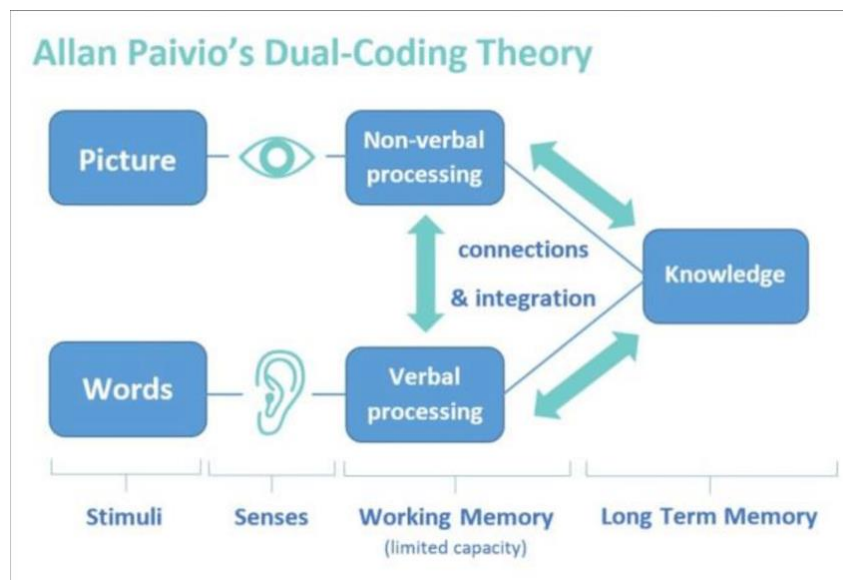 Allan Paivio's Dual-Coding Theory
Picture
Non-verbal
processing
connections
& integration
Knowledge
Words
Verbal
processing
Stimuli
Senses
Working Memory
(limited capacity)
Long Term Memory